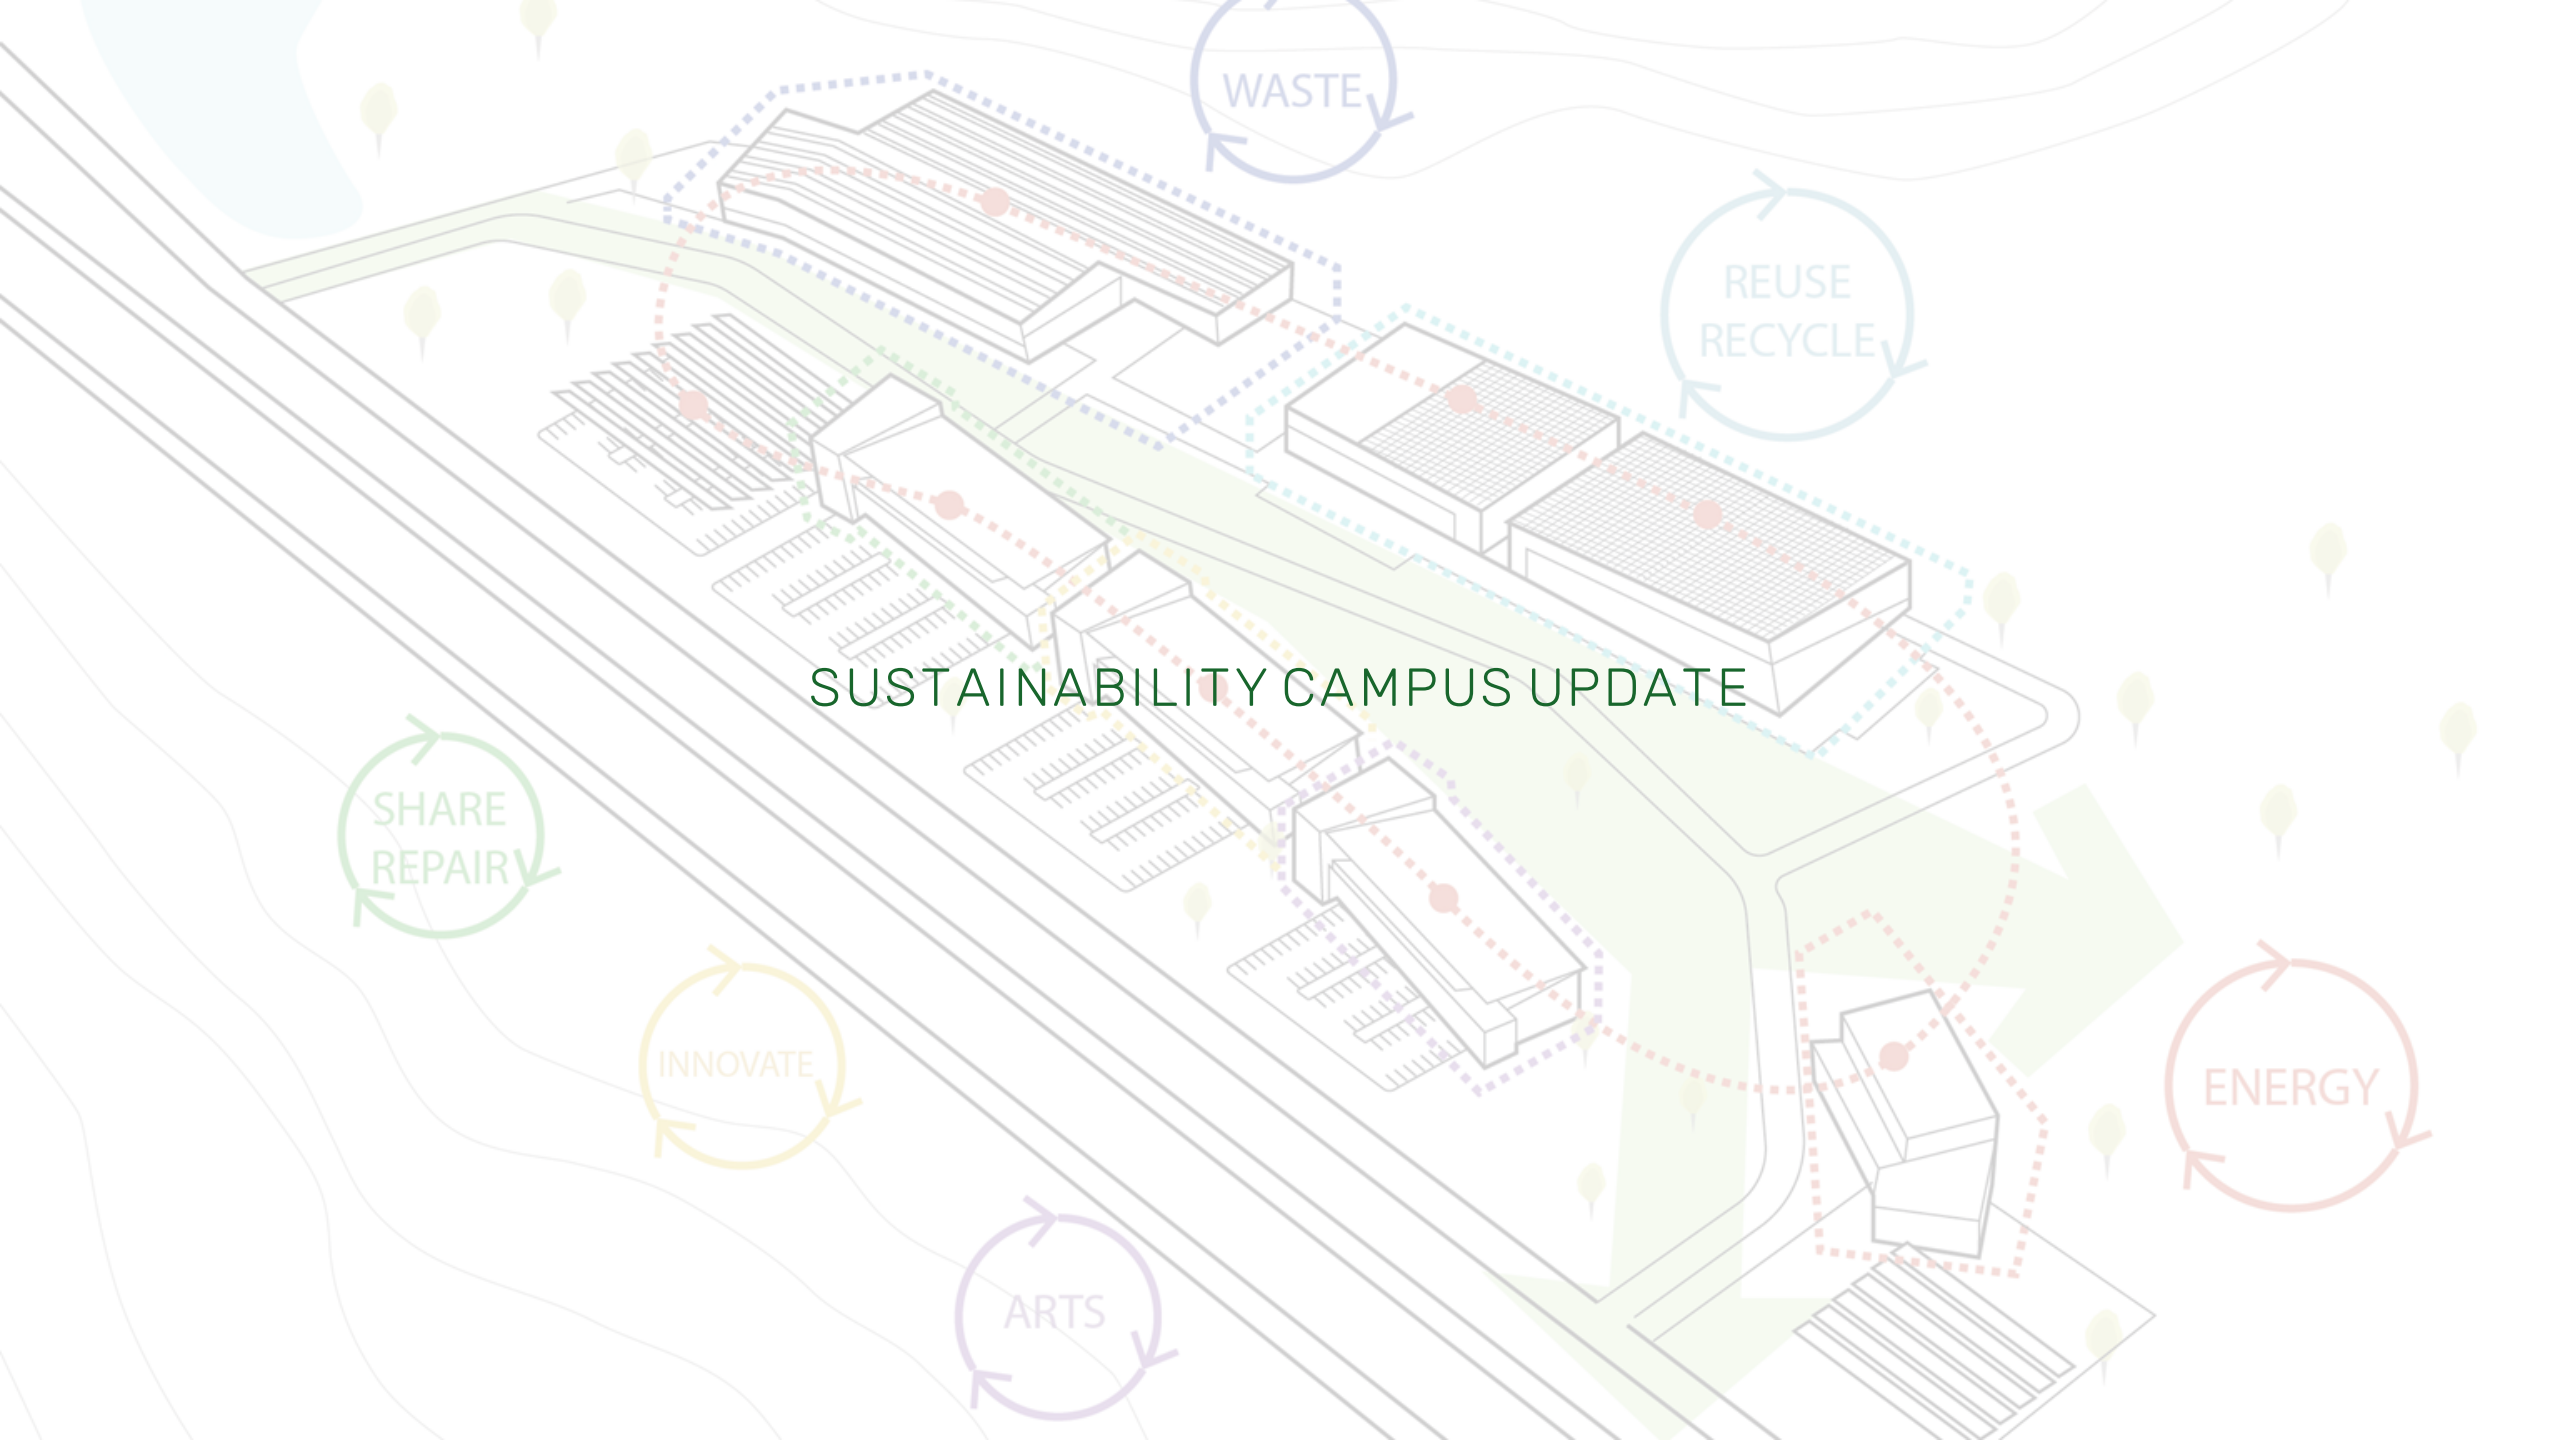 WASTE
REUSE
RECYCLE
SUSTAINABILITY CAMPUS UPDATE
SHARE
REPAIR
INNOVATE
ENERGY
ARTS